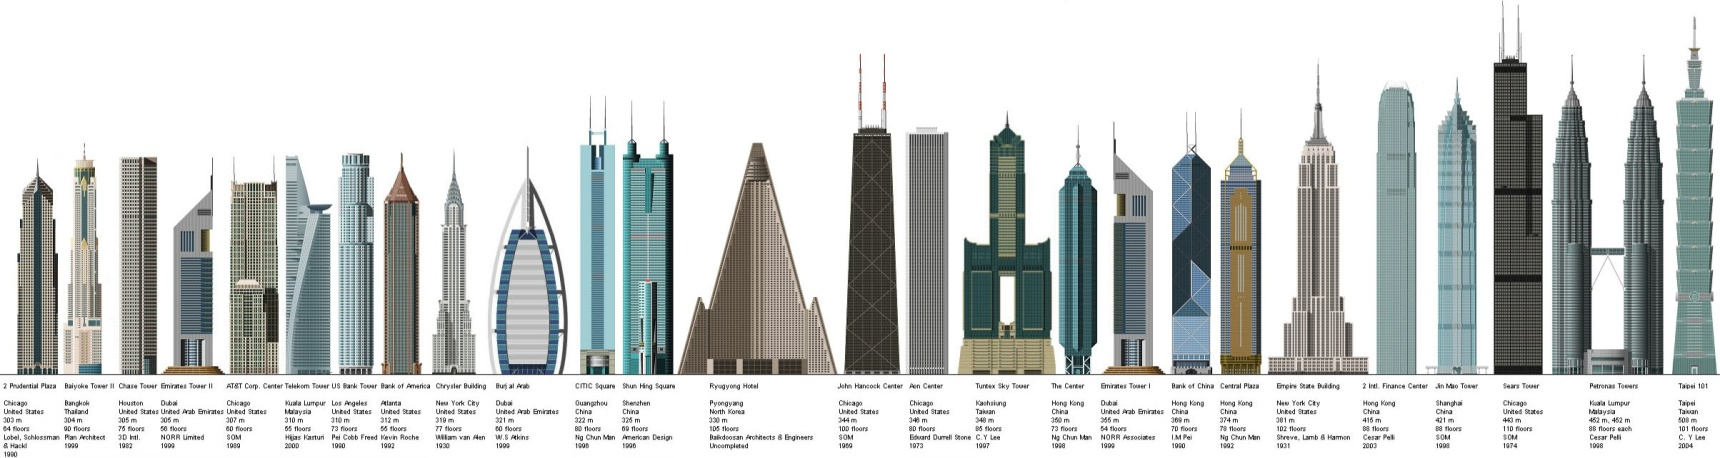 2 Prudential Plaza
Chicago
United States
303 m
64 floors
Lobel, Schlossman
& Hackl
1990
Baiyoke Tower II
Bangkok
Thailand
304 m
90 floors
Plan Architect
1999
Chase Tower
Houston
United States
305 m
75 floors
3D Intl.
1982
Emirates Tower II
Dubai
United Arab Emirates
305 m
56 floors
NORR Limited
1999
AT&T Corp. Center
Chicago
United States
307 m
60 floors
SOM
1989
Telekom Tower
Kuala Lumpur
Malaysia
310 m
55 floors
Hijjas Kasturi
2000
US Bank Tower
Los Angeles
United States
310 m
73 floors
Pei Cobb Freed
1990
Bank of America
Atlanta
United States
312 m
55 floors
Kevin Roche
1992
Chrysler Building
New York City
United States
319 m
77 floors
William van Alen
1930
Burj al Arab
Dubai
United Arab Emirates
321 m
60 floors
W.S Atkins
1999
CITIC Square
Guangzhou
China
322 m
80 floors
Ng Chun Man
1996
Shun Hing Square
Shenzhen
China
325 m
69 floors
American Design
1996
Ryugyong Hotel
Pyongyang
North Korea
330 m
105 floors
Baikdoosan Architects & Engineers
Uncompleted
John Hancock Center
Chicago
United States
344 m
100 floors
SOM
1969
Aon Center
Chicago
United States
346 m
80 floors
Edward Durrell Stone
1973
Tuntex Sky Tower
Kaohsiung
Taiwan
348 m
85 floors
C.Y Lee
1997
The Center
Hong Kong
China
350 m
73 floors
Ng Chun Man
1998
Emirates Tower I
Dubai
United Arab Emirates
355 m
54 floors
NORR Associates
1999
Bank of China
Hong Kong
China
369 m
70 floors
I.M Pei
1990
Central Plaza
Hong Kong
China
374 m
78 floors
Ng Chun Man
1992
Empire State Building
New York City
United States
381 m
102 floors
Shreve, Lamb & Harmon
1931
2 Intl. Finance Center
Hong Kong
China
415 m
88 floors
Cesar Pelli
2003
Jin Mao Tower
Shanghai
China
421 m
88 floors
SOM
1998
Sears Tower
Chicago
United States
443 m
110 floors
SOM
1974
Petronas Towers
Kuala Lumpur
Malaysia
452 m, 452 m
88 floors each
Cesar Pelli
1998
Taipei 101
Taipei
Taiwan
508 m
101 floors
C. Y Lee
2004